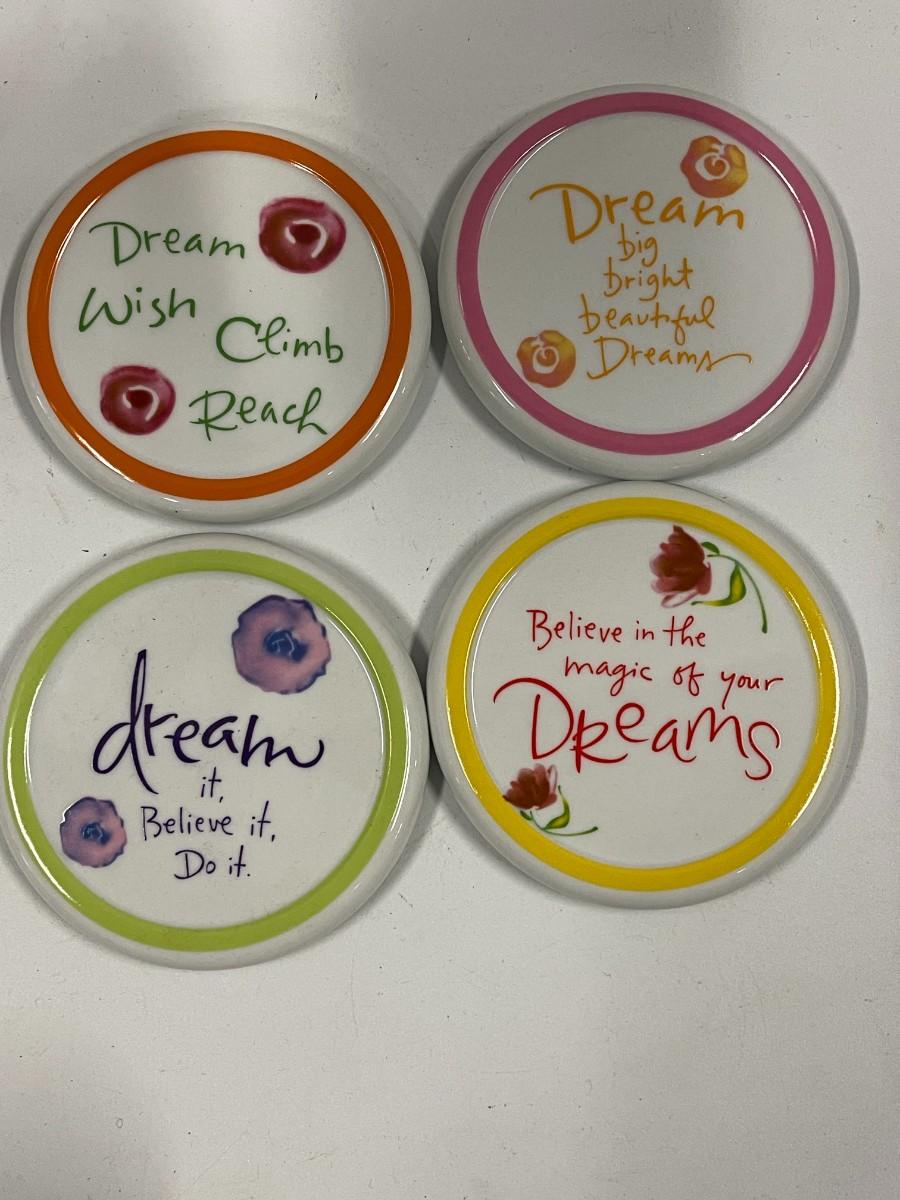 Dream
Wish
Climb
Reach
Dream
big
bright
beautiful
Dreams
dream
it,
Believe it,
Do it.
Believe in the
magic of your
DReamS